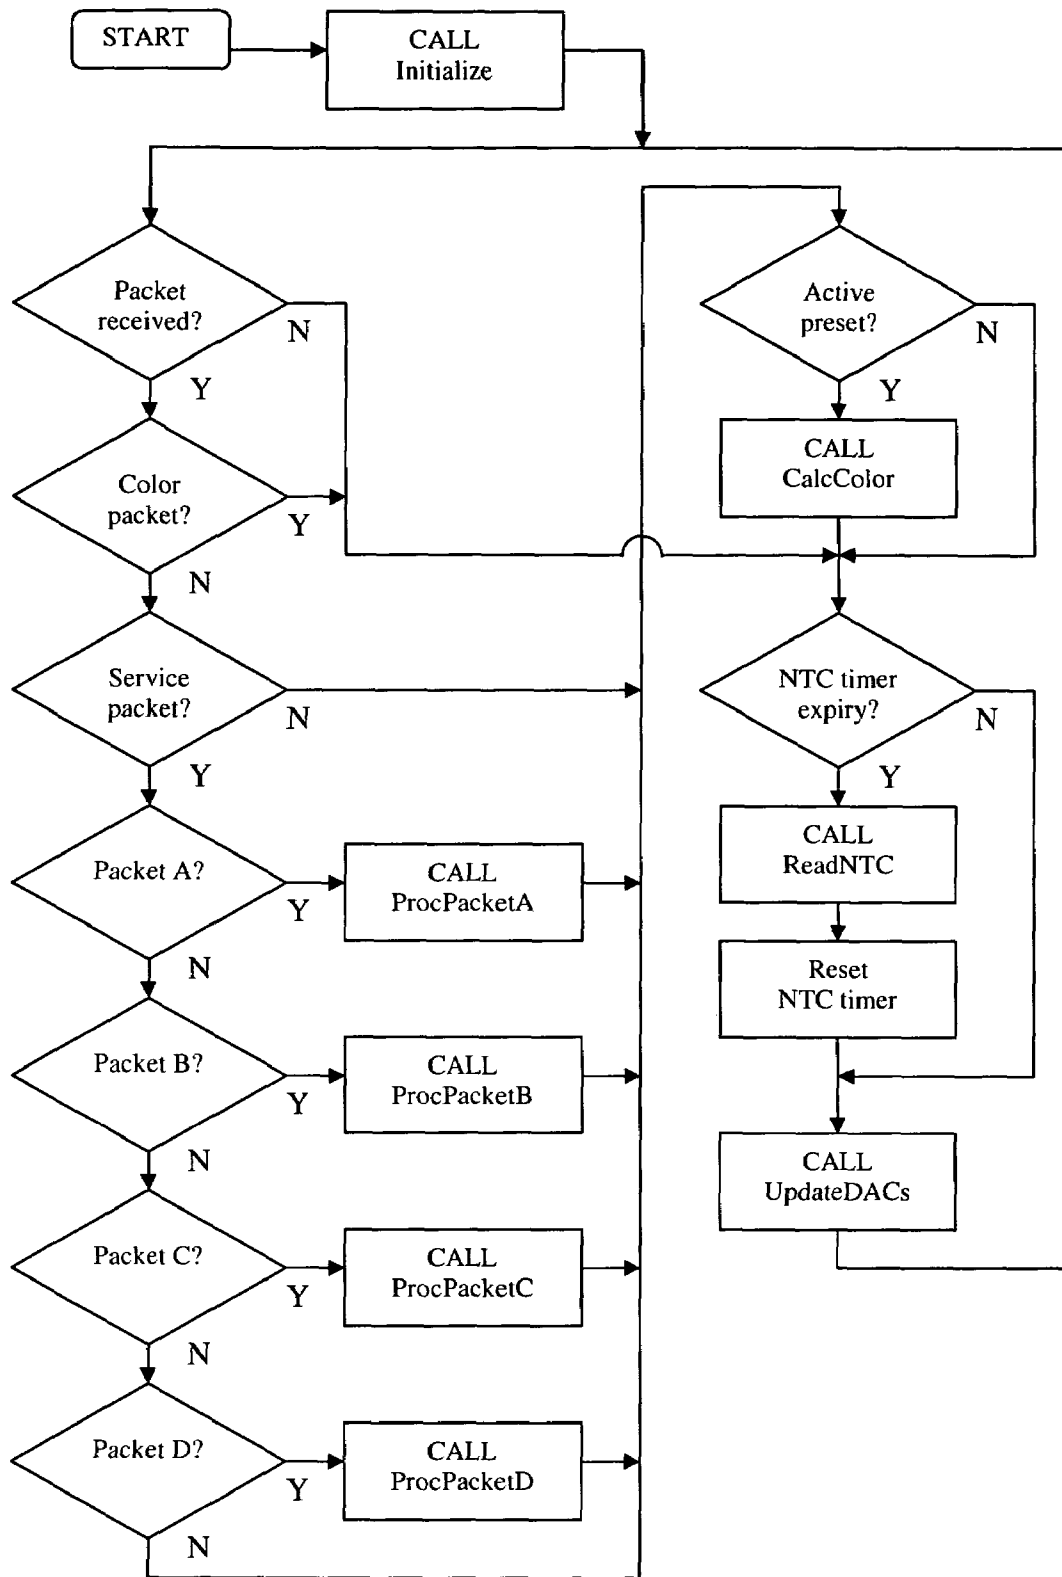 START
CALL
Initialize
Packet
received?
N
Y
Color
packet?
Y
N
Service
packet?
N
Y
Packet A?
Y
N
CALL
ProcPacketA
Packet B?
Y
N
CALL
ProcPacketB
Packet C?
Y
N
CALL
ProcPacketC
Packet D?
Y
N
CALL
ProcPacketD
Active
preset?
N
Y
CALL
CalcColor
NTC timer
expiry?
N
Y
CALL
ReadNTC
Reset
NTC timer
CALL
UpdateDACs